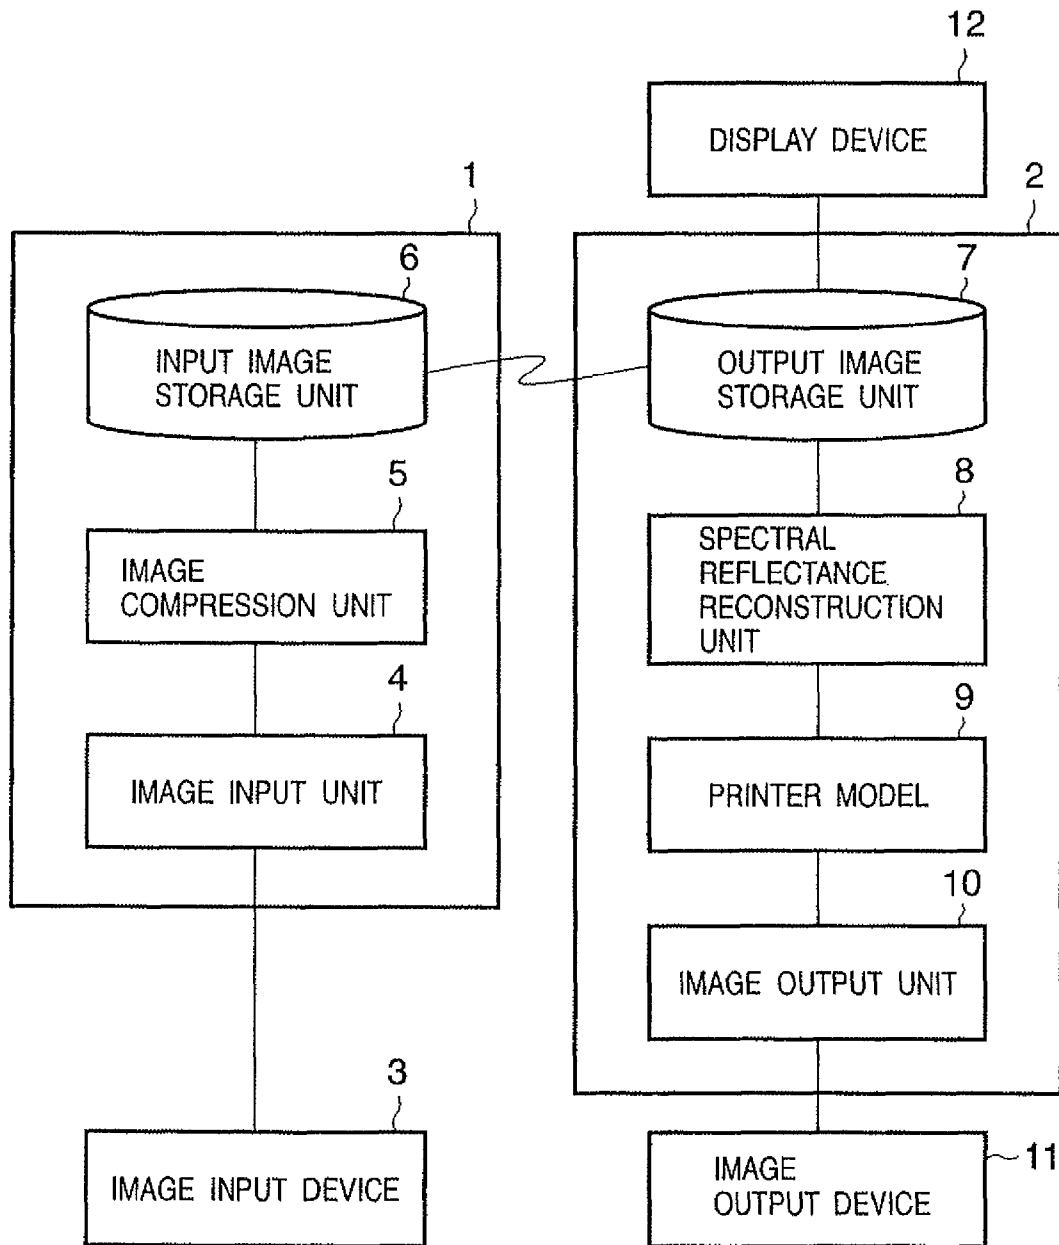 12
DISPLAY DEVICE
1
2
6
INPUT IMAGE
STORAGE UNIT
7
OUTPUT IMAGE
STORAGE UNIT
5
IMAGE
COMPRESSION UNIT
8
SPECTRAL
REFLECTANCE
RECONSTRUCTION
UNIT
4
IMAGE INPUT UNIT
9
PRINTER MODEL
10
IMAGE OUTPUT UNIT
3
IMAGE INPUT DEVICE
11
IMAGE
OUTPUT DEVICE